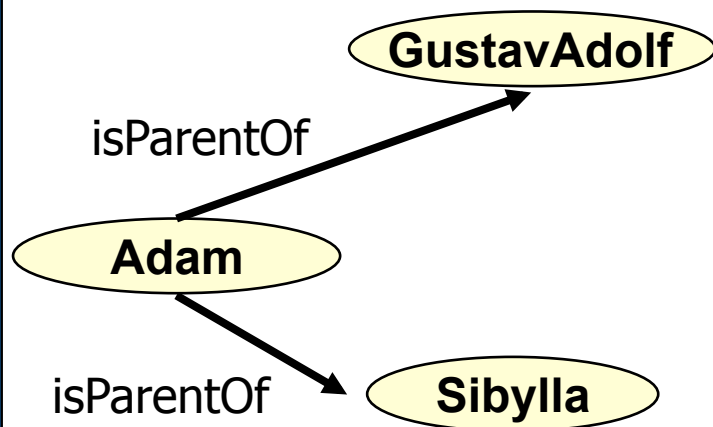 GustavAdolf
isParentOf
Adam
isParentOf
Sibylla